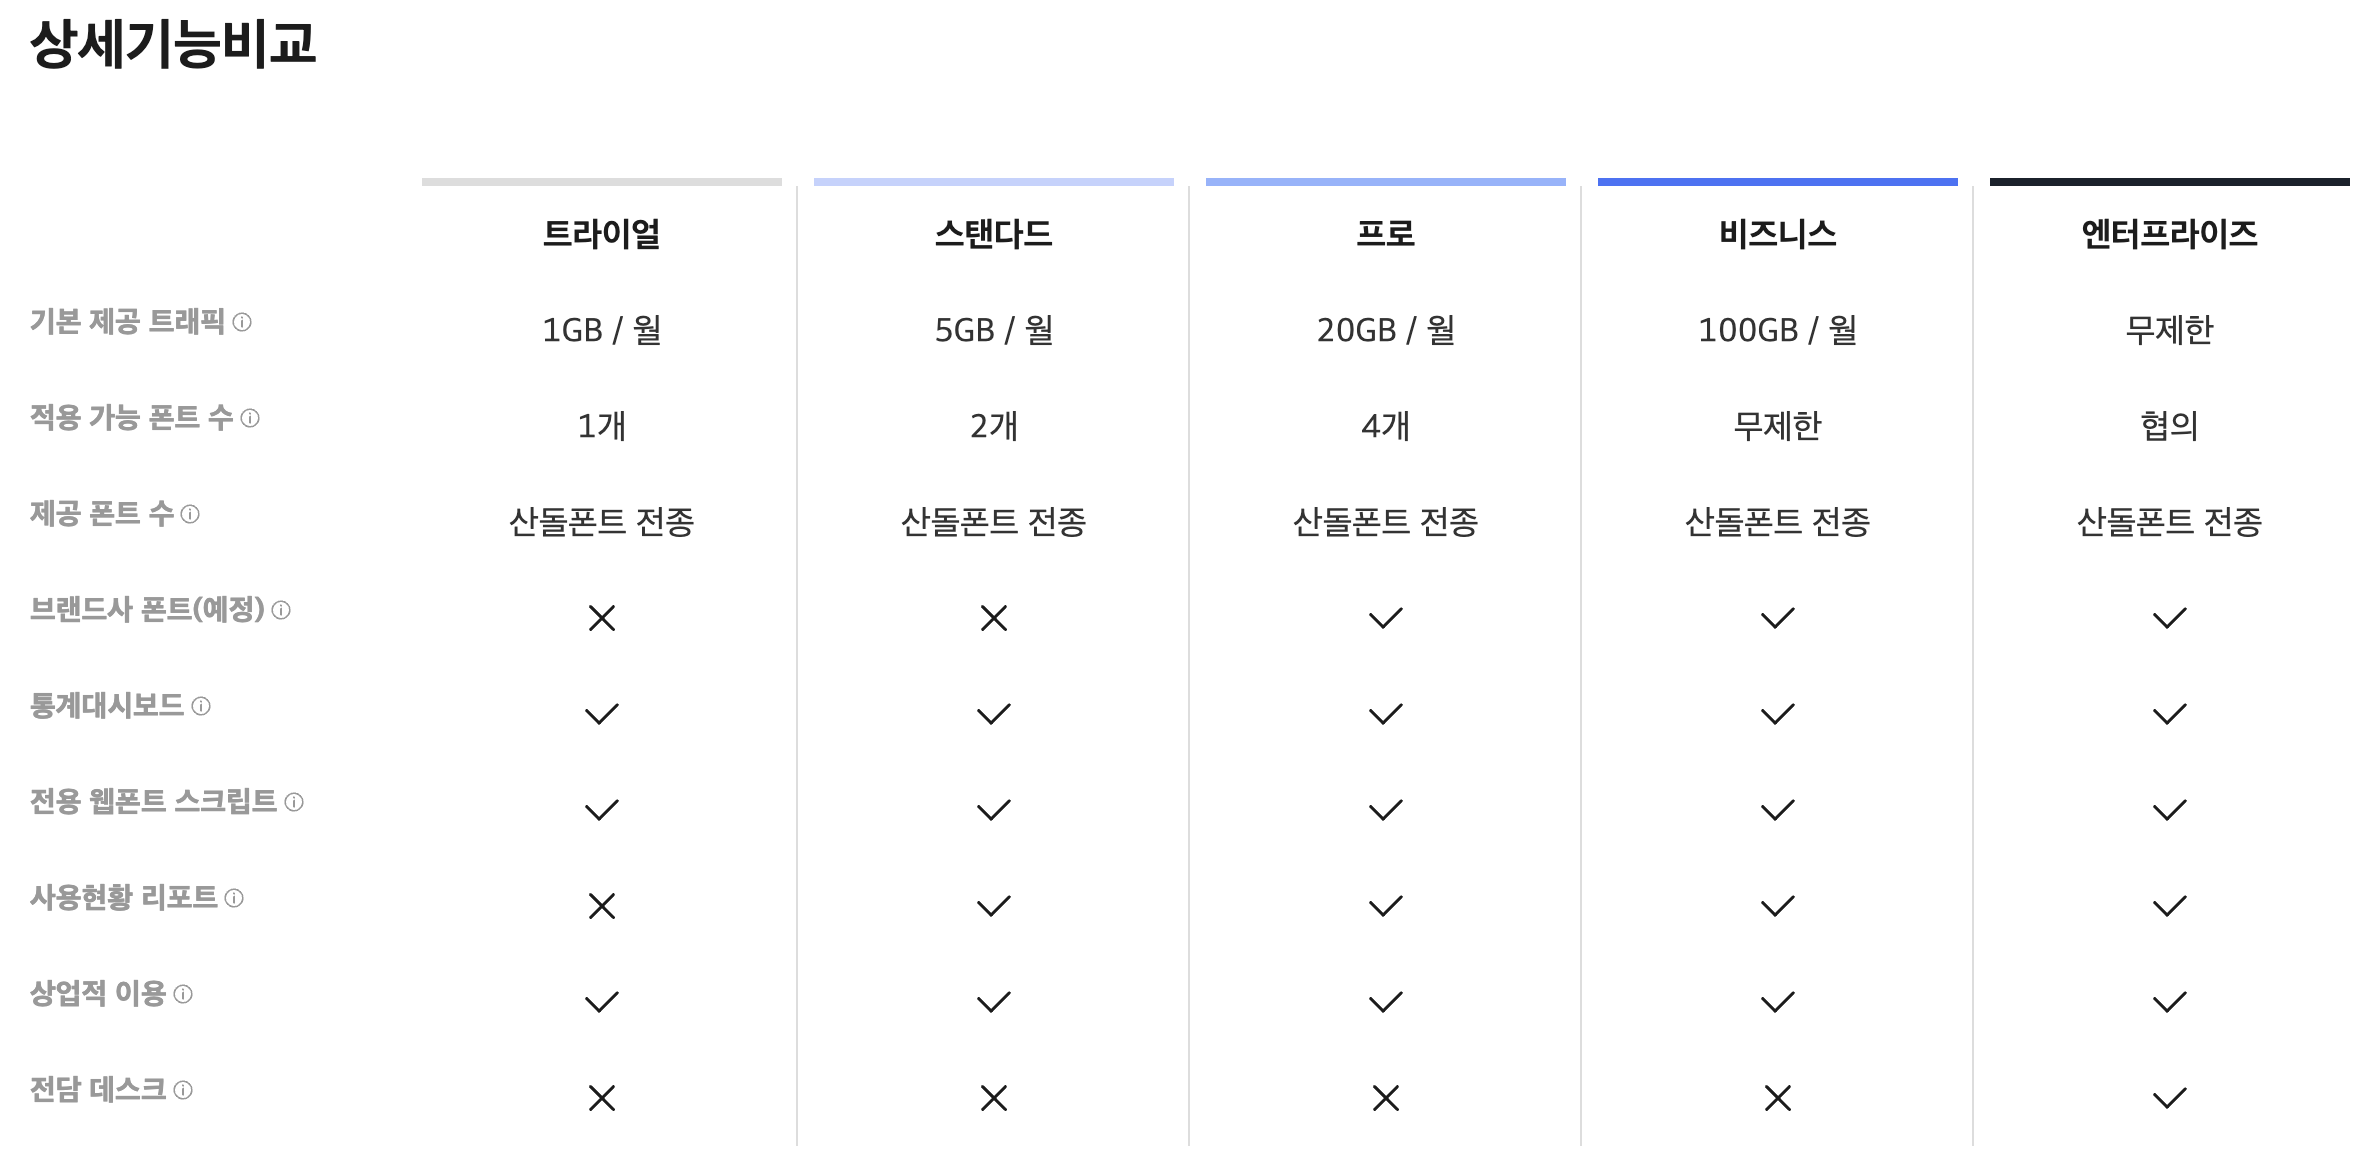 상세기능비교
트라이얼 스탠다드 프로 비즈니스 엔터프라이즈
기본 제공 트래픽 1GB / 월 5GB / 월 20GB / 월 100GB / 월 무제한
적용 가능 폰트 수 1개 2개 4개 무제한 협의
제공 폰트 수 산돌폰트 전종 산돌폰트 전종 산돌폰트 전종 산돌폰트 전종 산돌폰트 전종
브랜드사 폰트(예정)
통계대시보드
전용 웹폰트 스크립트
사용현황 리포트
상업적 이용
전담 데스크